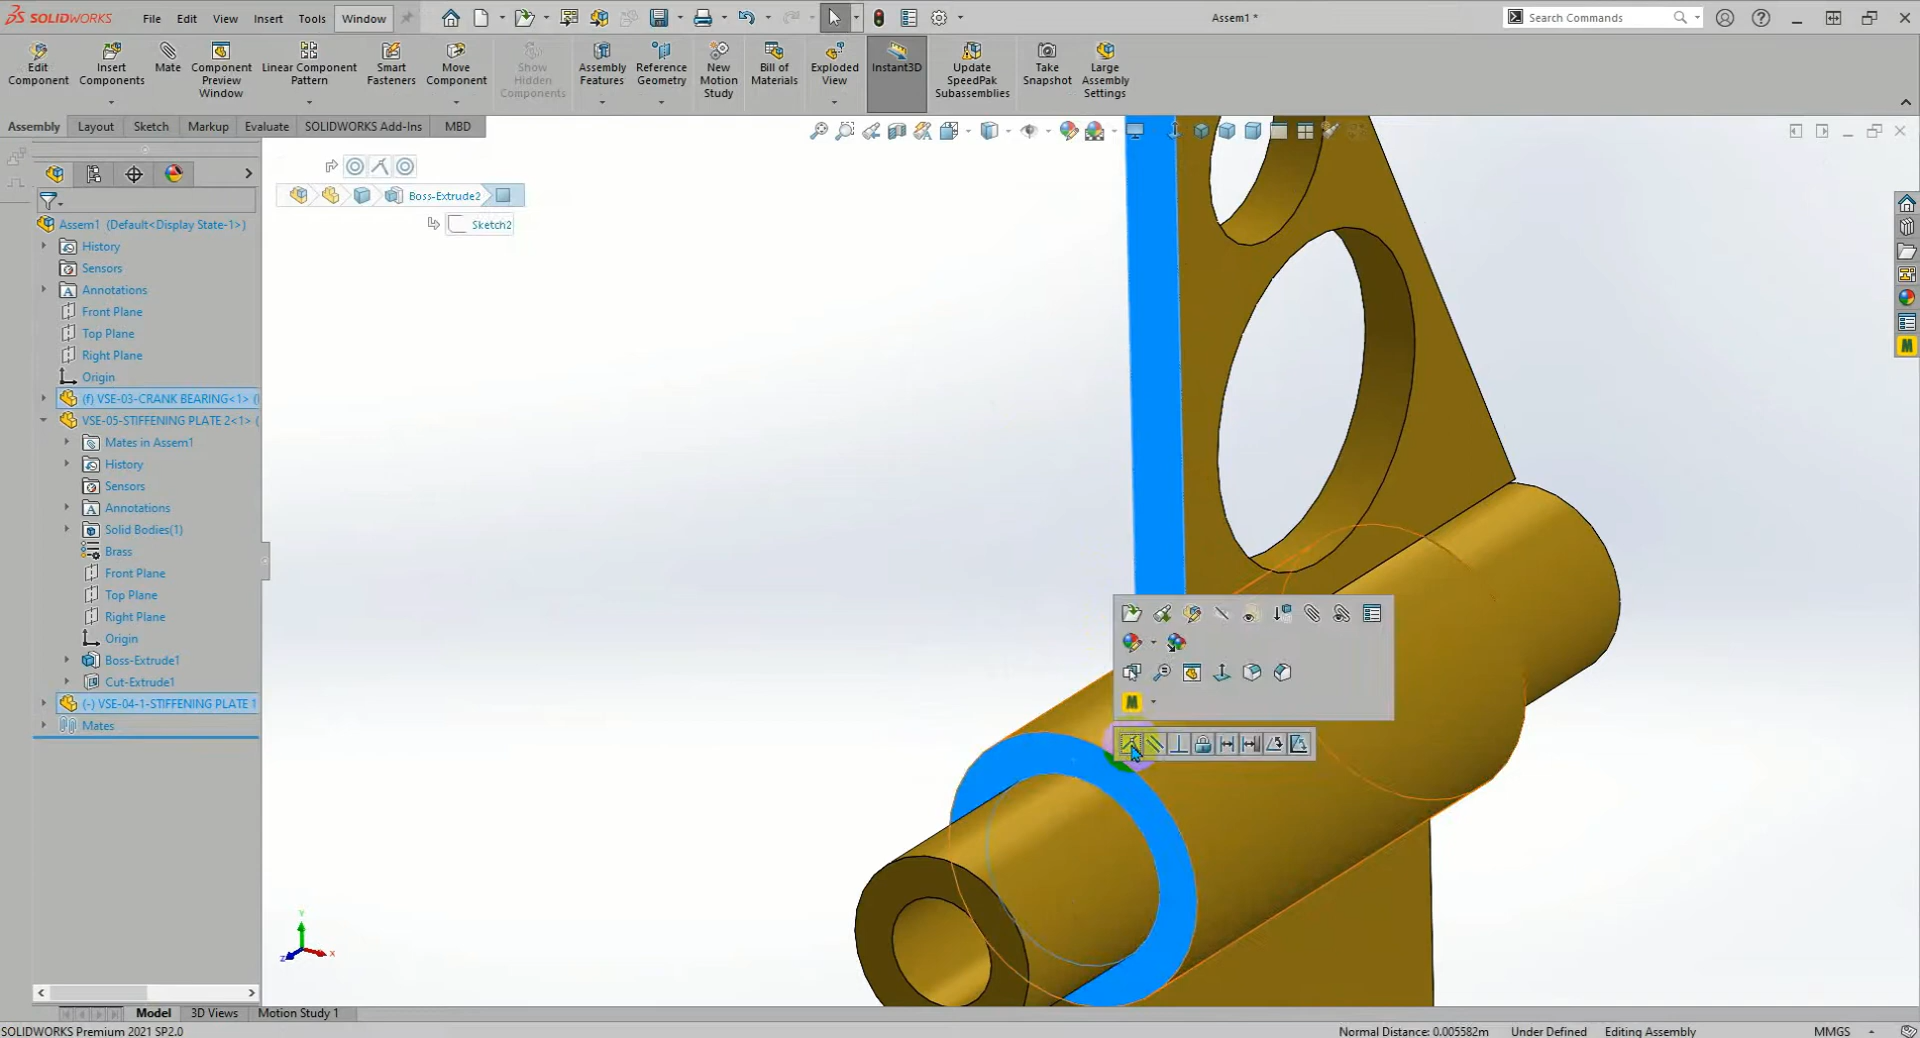 SOLIDWORKS File Edit View Insert Tools Window Assem1 * Search Commands
Edit Component
Insert Components
Mate
Component Preview Window
Linear Component Pattern
Smart Fasteners
Move Component
Show Hidden Components
Assembly Features
Reference Geometry
New Motion Study
Bill of Materials
Exploded View
Instant3D
Update SpeedPak Subassemblies
Take Snapshot
Large Assembly Settings
Assembly Layout Sketch Markup Evaluate SOLIDWORKS Add-Ins MBD
Boss-Extrude2
Sketch2
Assem1 (Default<Display State-1>)
History
Sensors
Annotations
Front Plane
Top Plane
Right Plane
Origin
(f) VSE-03-CRANK BEARING<1> (
VSE-05-STIFFENING PLATE 2<1> (
Mates in Assem1
History
Sensors
Annotations
Solid Bodies(1)
Brass
Front Plane
Top Plane
Right Plane
Origin
Boss-Extrude1
Cut-Extrude1
(-) VSE-04-1-STIFFENING PLATE 1
Mates
M
M
Y
X
Z
Model 3D Views Motion Study 1
SOLIDWORKS Premium 2021 SP2.0 Normal Distance: 0.005582m Under Defined Editing Assembly MMGS